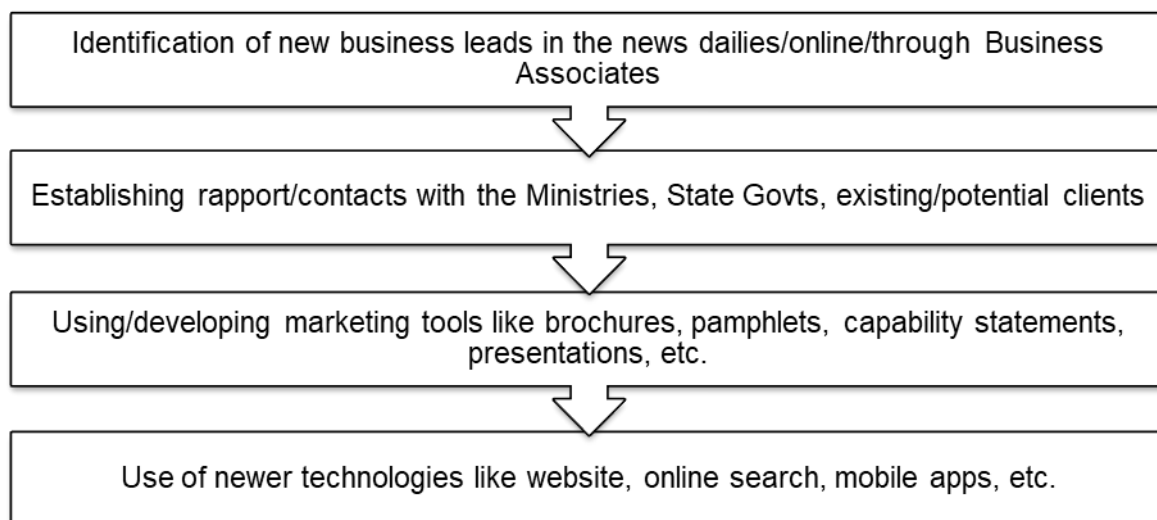 Identification of new business leads in the news dailies/online/through Business
Associates
Establishing rapport/contacts with the Ministries, State Govts, existing/potential clients
Using/developing marketing tools like brochures, pamphlets, capability statements,
presentations, etc.
Use of newer technologies like website, online search, mobile apps, etc.